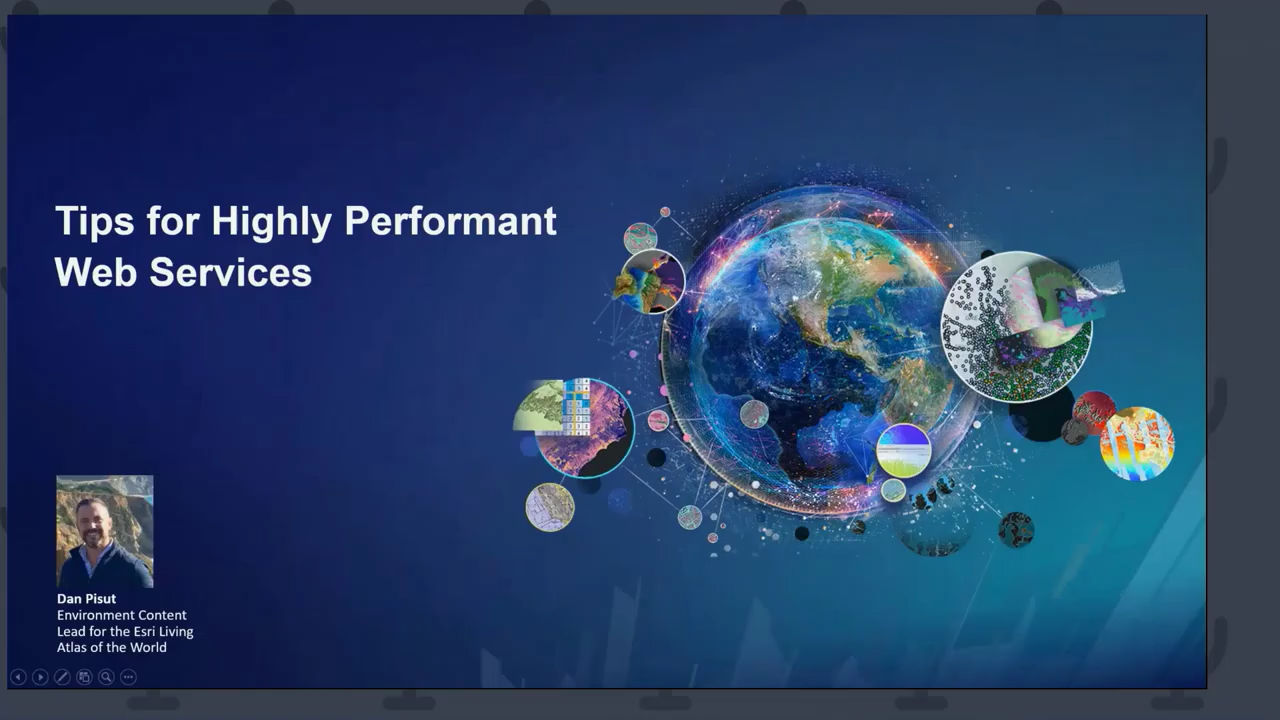 Tips for Highly Performant
Web Services
Dan Pisut
Environment Content
Lead for the Esri Living
Atlas of the World